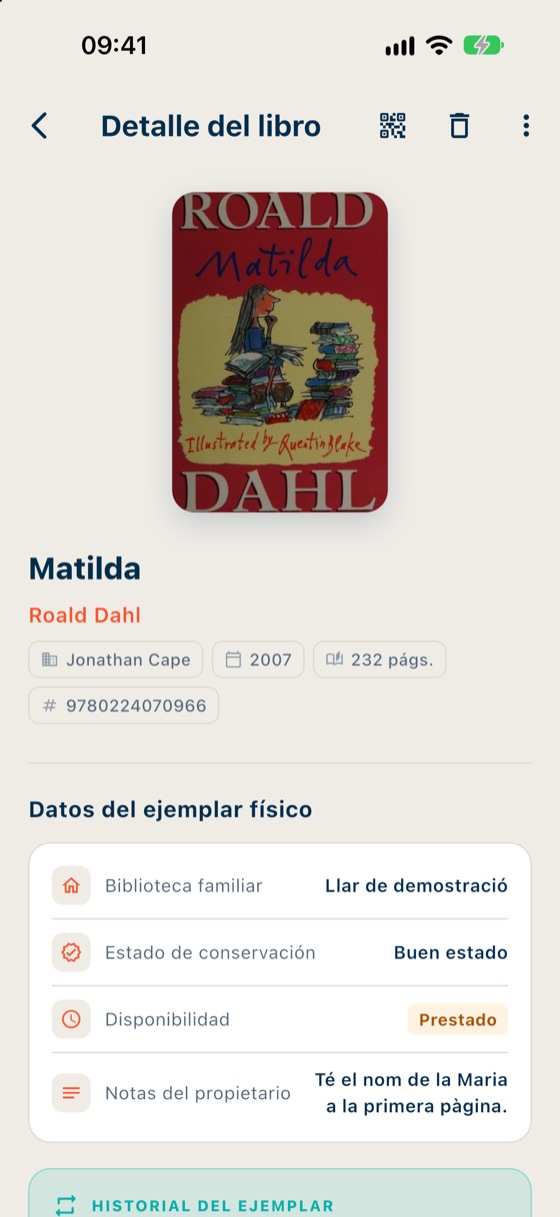 09:41
Detalle del libro
ROALD
Matilda
Illustrated by Quentin Blake
DAHL
Matilda
Roald Dahl
Jonathan Cape
2007
232 págs.
# 9780224070966
Datos del ejemplar físico
Biblioteca familiar
Llar de demostració
Estado de conservación
Buen estado
Disponibilidad
Prestado
Notas del propietario
Té el nom de la Maria
a la primera pàgina.
HISTORIAL DEL EJEMPLAR